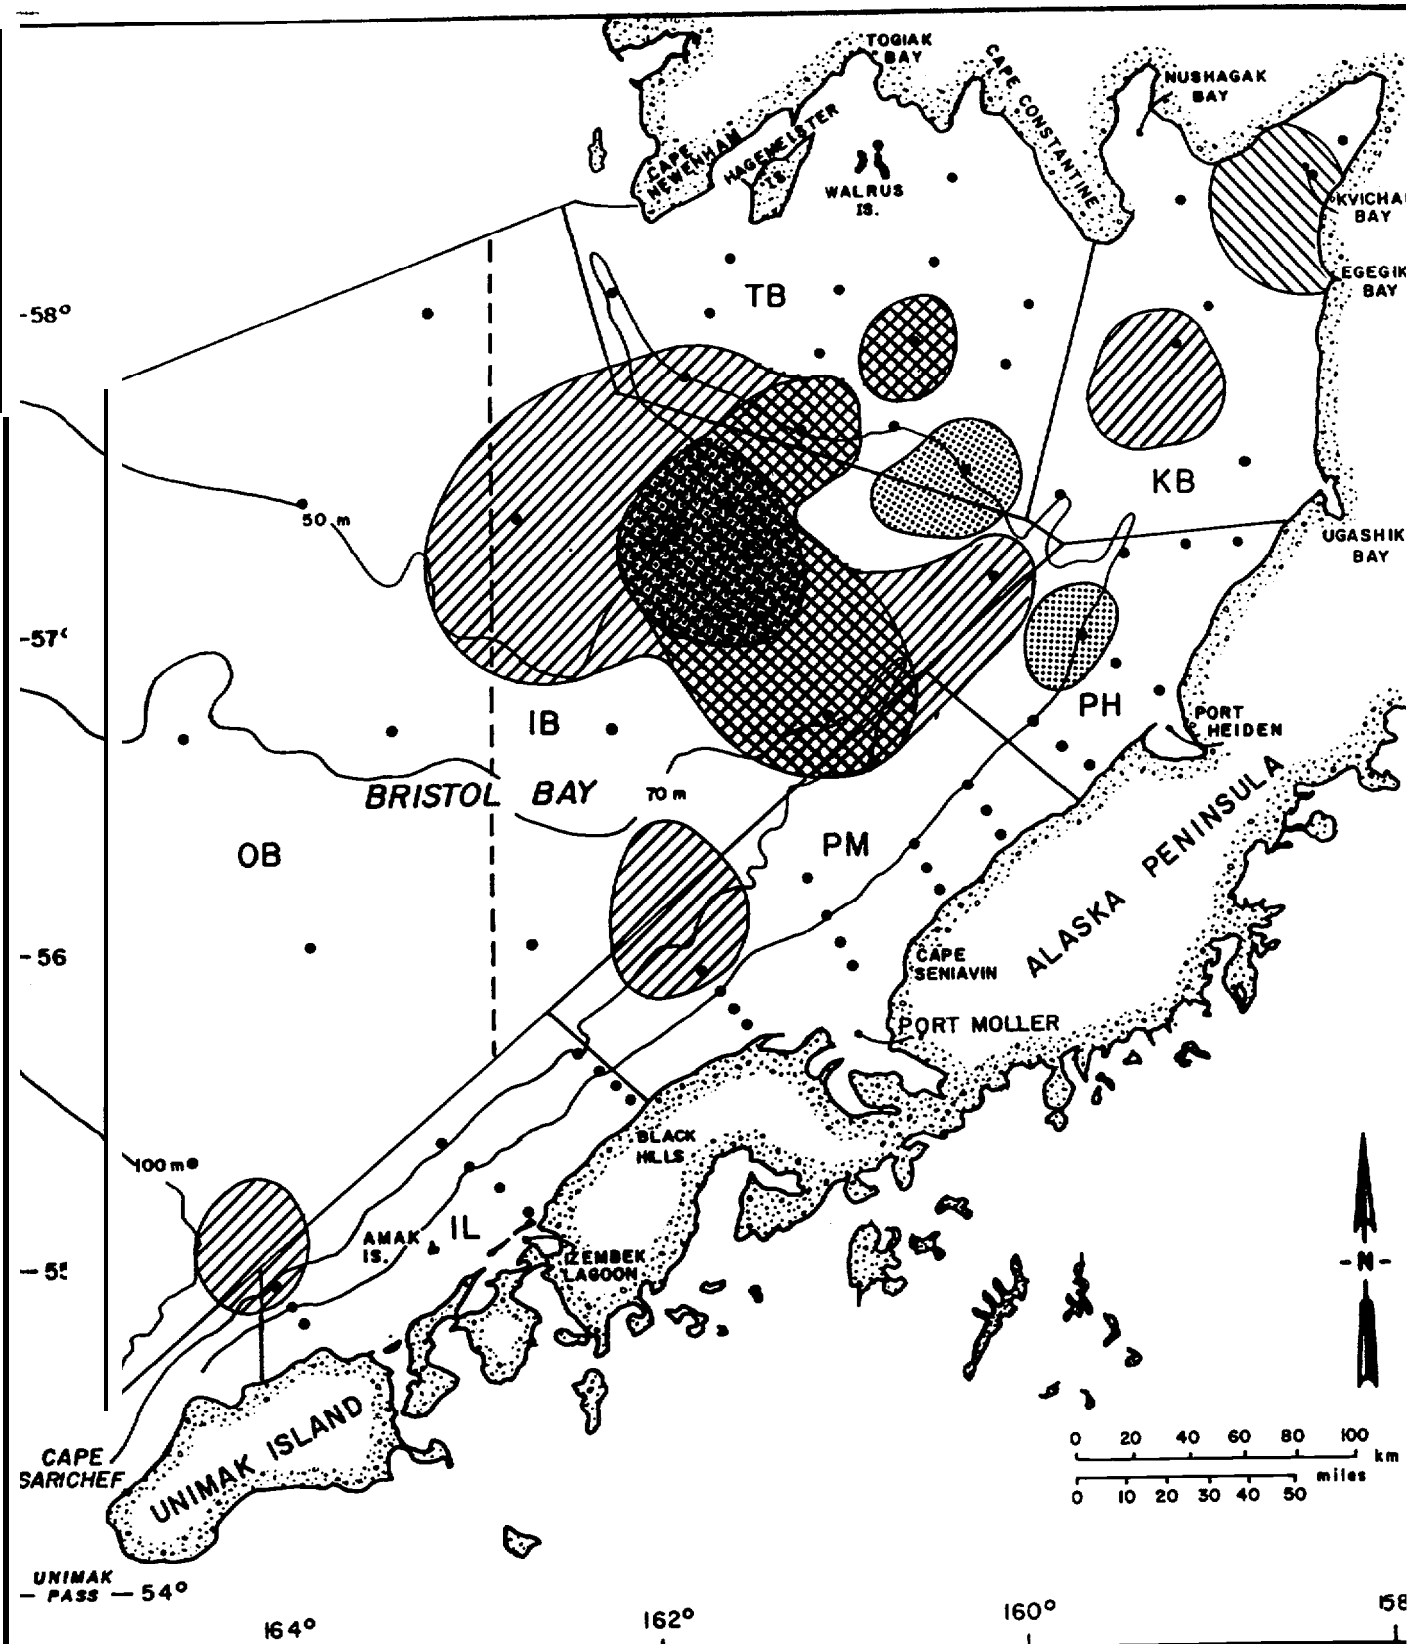 TOGIAK
BAY
CAPE CONSTANTINE
NUSHAGAK
BAY
CAPE
NEWENHAM
HAGEMEISTER
IS.
WALRUS
IS.
KVICHA
BAY
EGEGIK
BAY
-58°
TB
KB
50 m
UGASHIK
BAY
-57°
PH
PORT
HEIDEN
IB
BRISTOL BAY
70 m
PM
OB
ALASKA PENINSULA
-56
CAPE
SENIAVIN
PORT MOLLER
BLACK
HILLS
100 m
AMAK
IS.
IL
-55
IZEMBEK
LAGOON
-N-
UNIMAK ISLAND
CAPE
SARICHEF
0 20 40 60 80 100
km
miles
0 10 20 30 40 50
UNIMAK
PASS
- 54°
164°
162°
160°
158